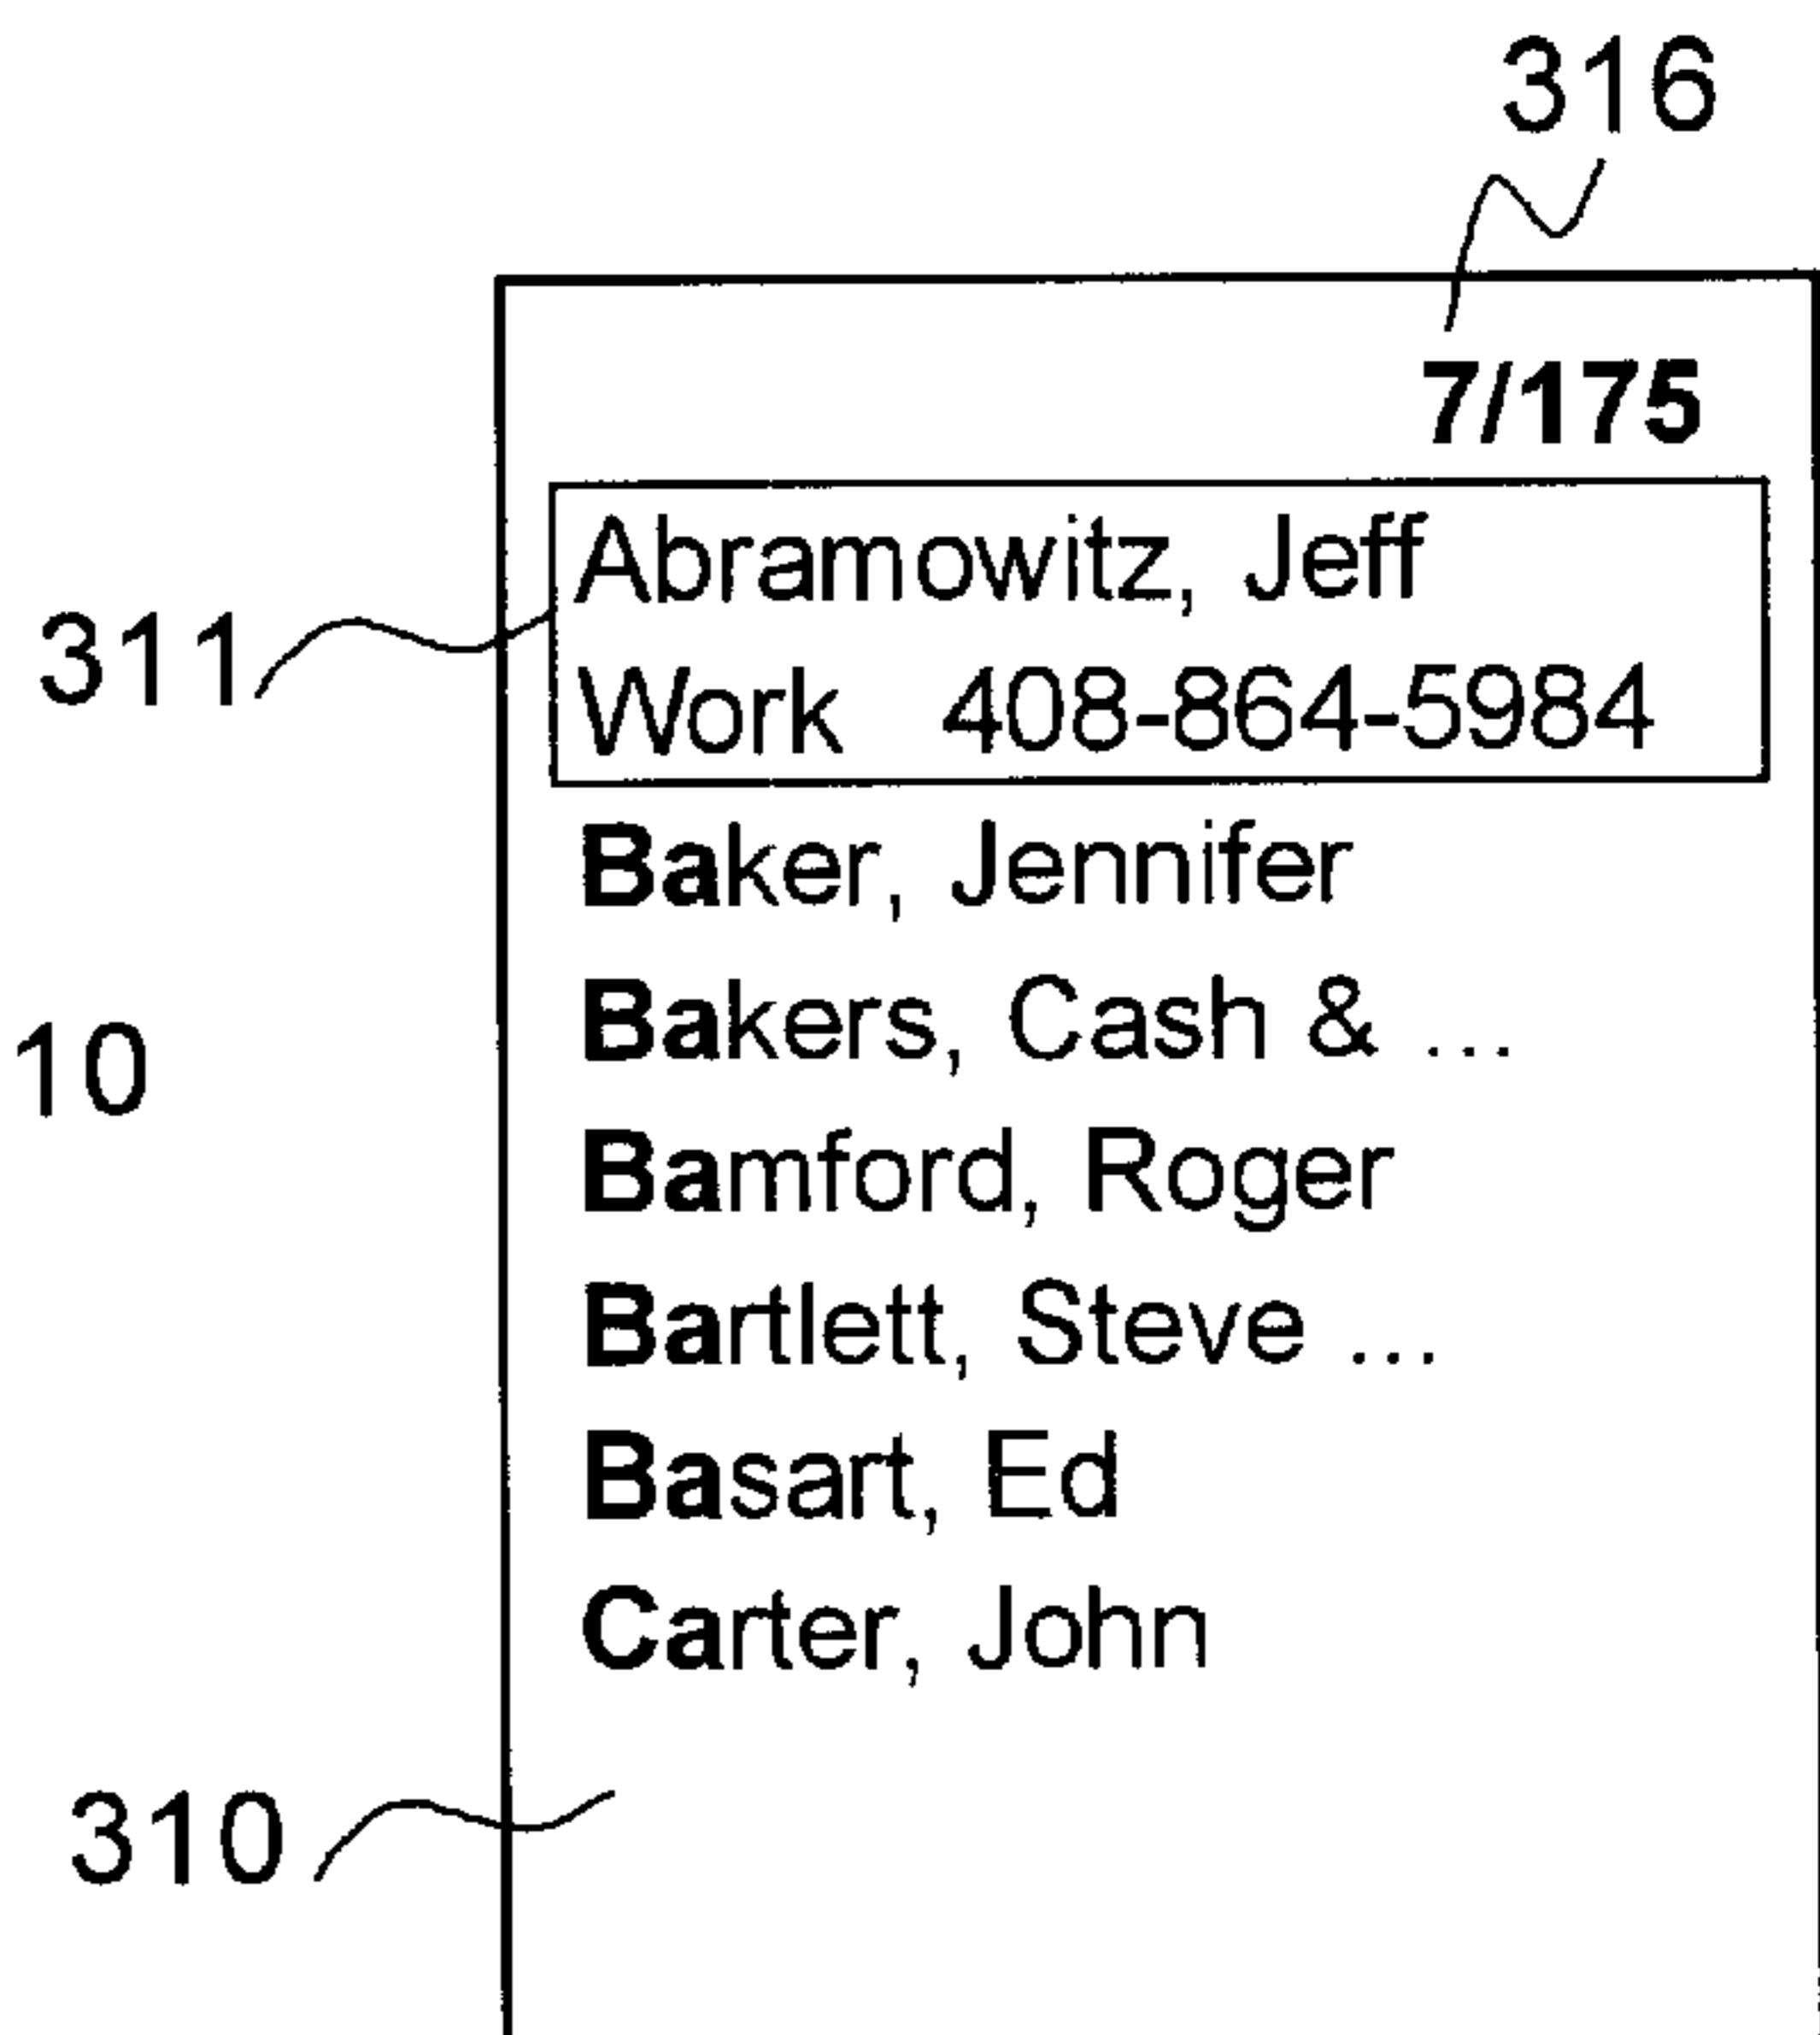 316
7/175
Abramowitz, Jeff
311
Work 408-864-5984
Baker, Jennifer
Bakers, Cash & ...
10
Bamford, Roger
Bartlett, Steve ...
Basart, Ed
Carter, John
310